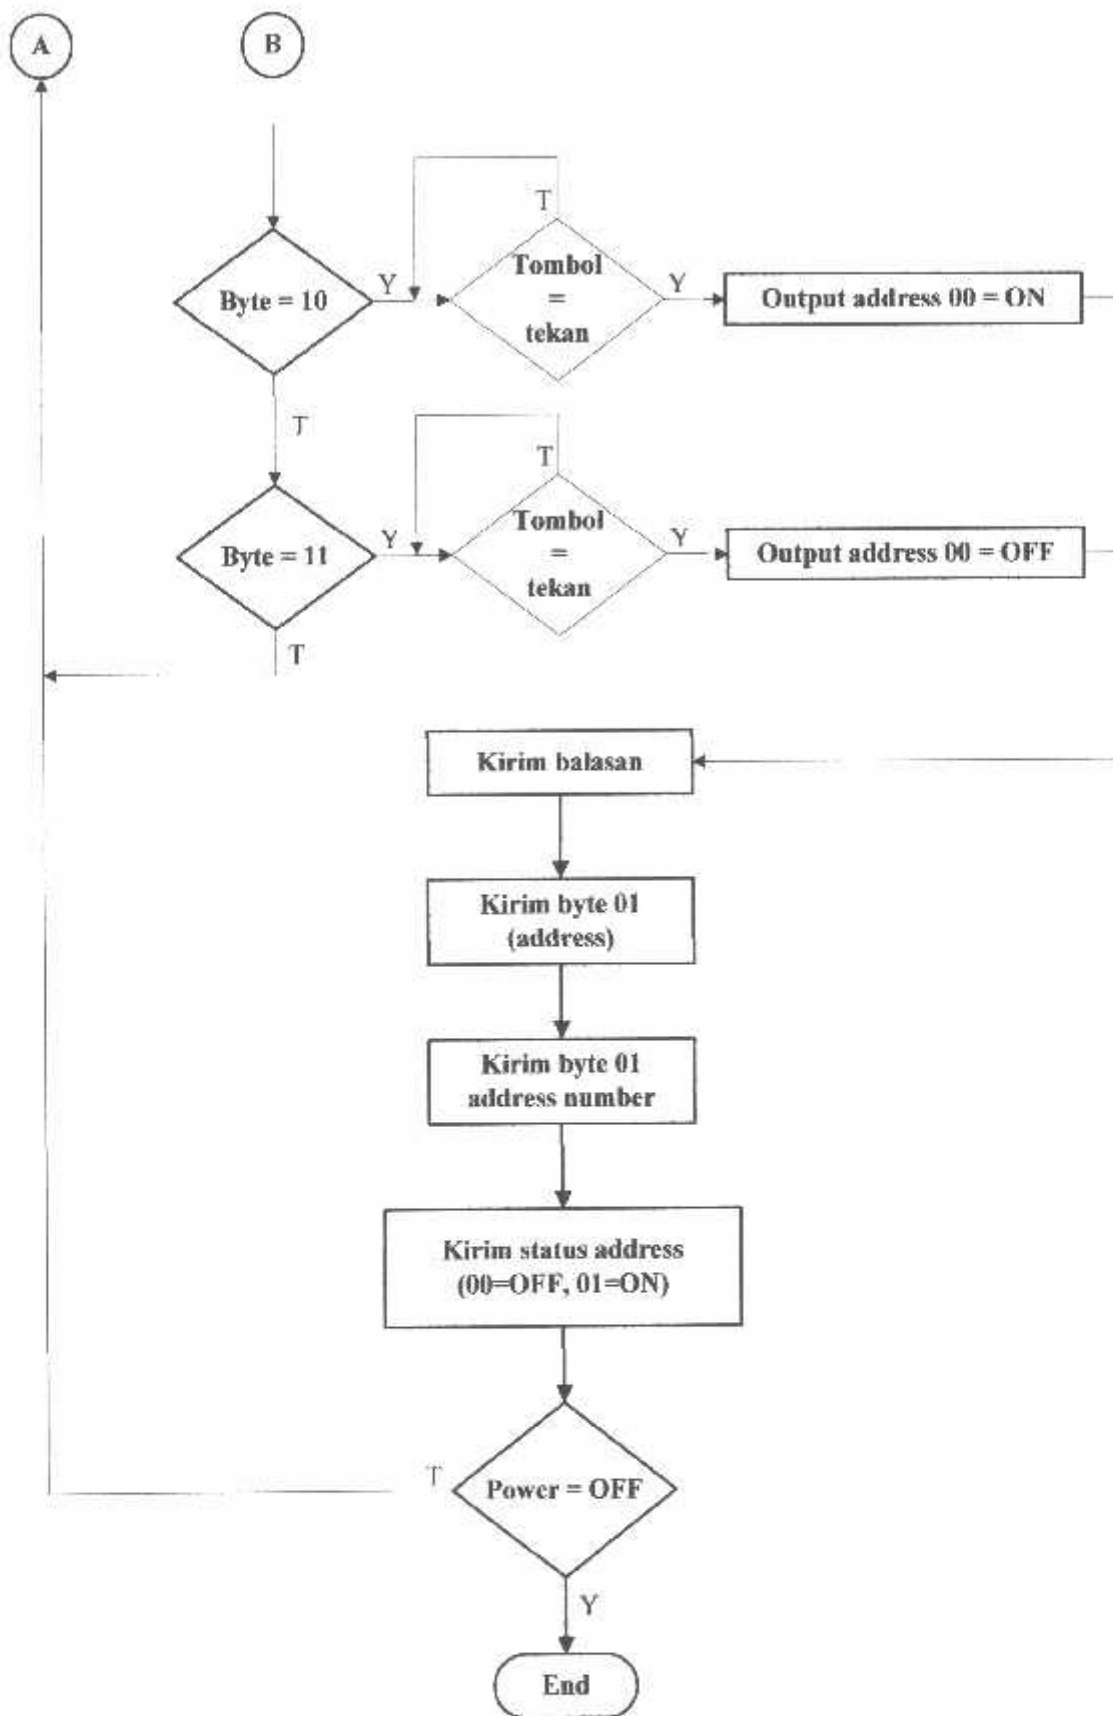 A
B
T
Byte = 10
Y
Tombol
=
tekan
Y
Output address 00 = ON
T
T
Byte = 11
Y
Tombol
=
tekan
Y
Output address 00 = OFF
T
Kirim balasan
Kirim byte 01
(address)
Kirim byte 01
address number
Kirim status address
(00=OFF, 01=ON)
T
Power = OFF
Y
End